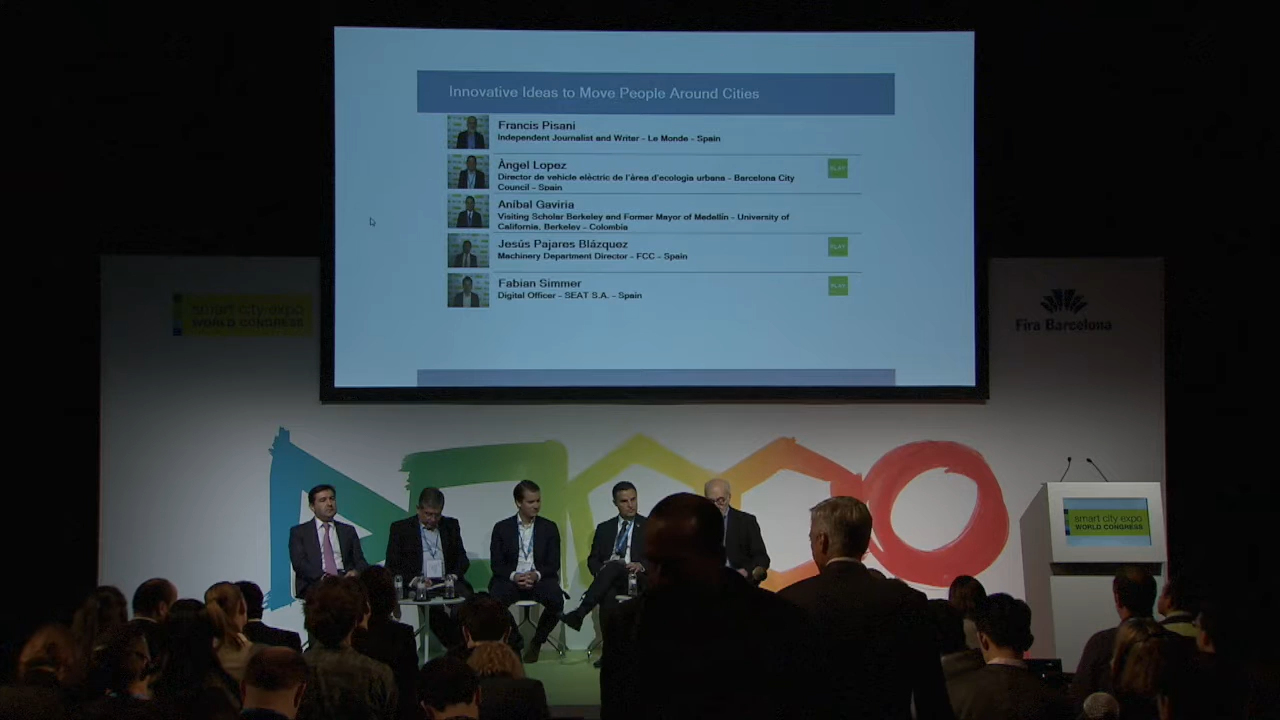 Innovative Ideas to Move People Around Cities
Francis Pisani
Independent Journalist and Writer - Le Monde - Spain
Àngel Lopez
Director de vehicle elèctric de l'àrea d'ecologia urbana - Barcelona City
Council - Spain
PLAY
Aníbal Gaviria
Visiting Scholar Berkeley and Former Mayor of Medellín - University of
California, Berkeley - Colombia
Jesús Pajares Blázquez
Machinery Department Director - FCC - Spain
PLAY
Fabian Simmer
Digital Officer - SEAT S.A. - Spain
PLAY
smart city expo
WORLD CONGRESS
Fira Barcelona
smart city expo
WORLD CONGRESS